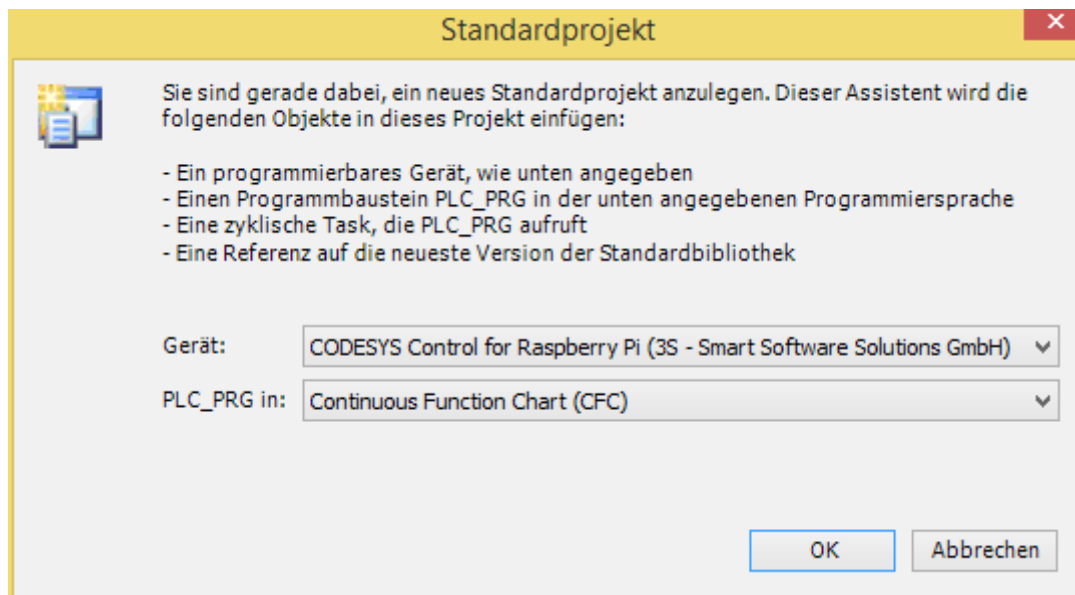 Standardprojekt
Sie sind gerade dabei, ein neues Standardprojekt anzulegen. Dieser Assistent wird die
folgenden Objekte in dieses Projekt einfügen:
- Ein programmierbares Gerät, wie unten angegeben
- Einen Programmbaustein PLC_PRG in der unten angegebenen Programmiersprache
- Eine zyklische Task, die PLC_PRG aufruft
- Eine Referenz auf die neueste Version der Standardbibliothek
Gerät: CODESYS Control for Raspberry Pi (3S - Smart Software Solutions GmbH)
PLC_PRG in: Continuous Function Chart (CFC)
OK Abbrechen